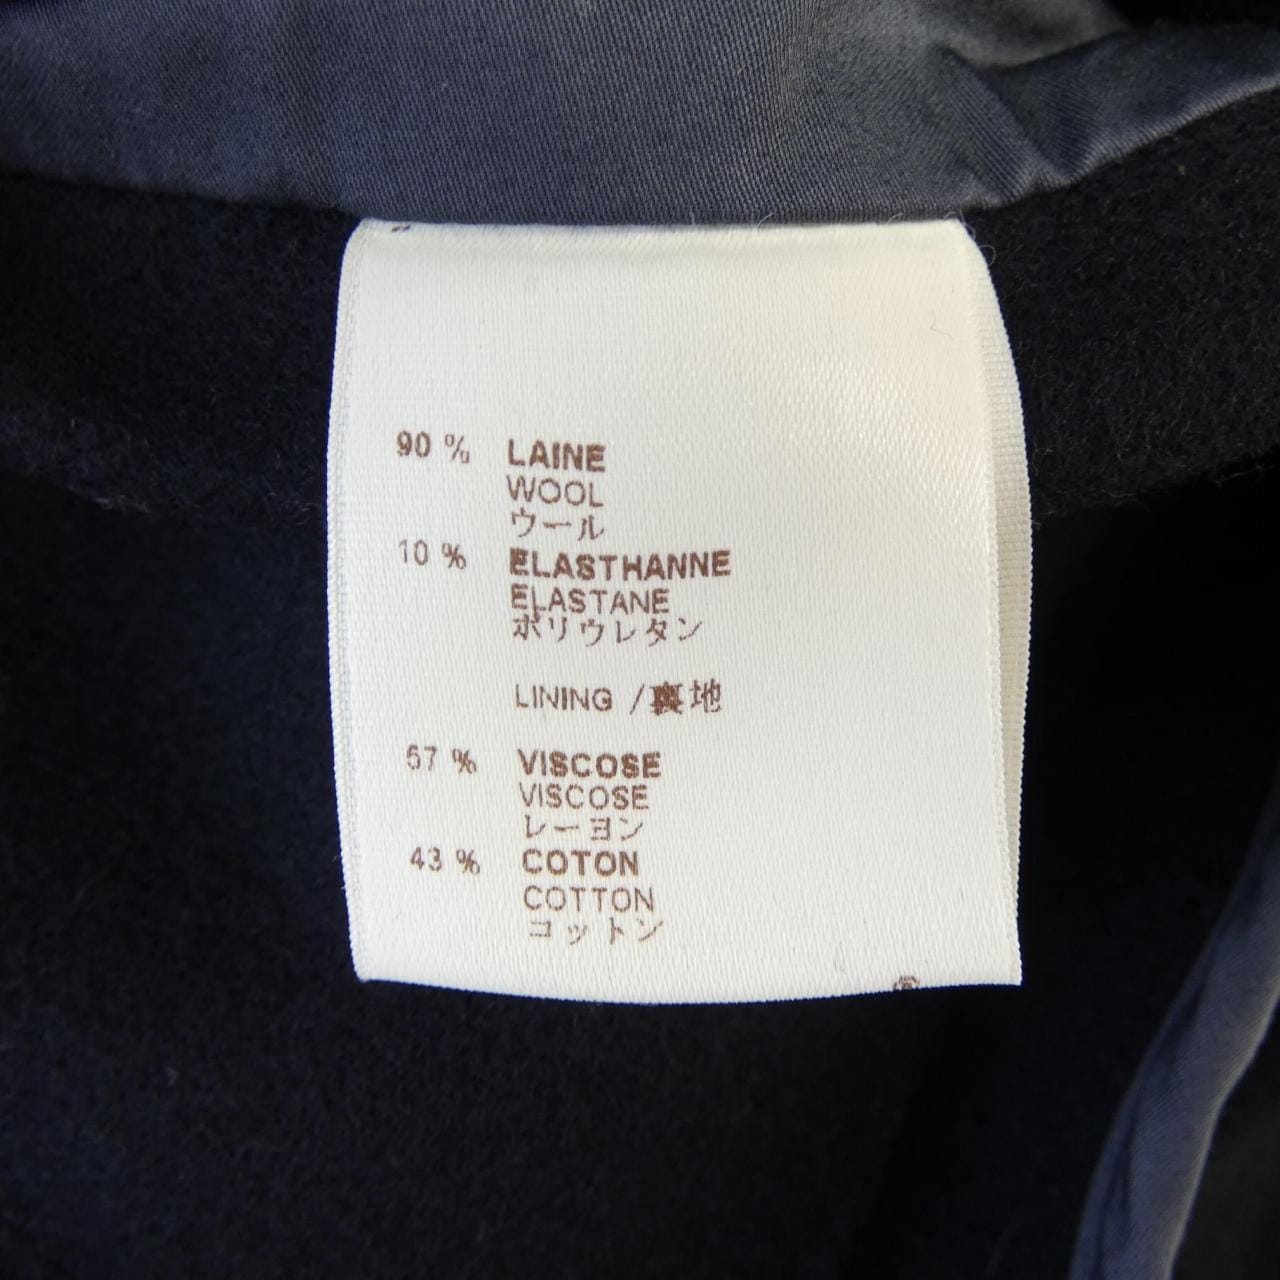 90 % LAINE
WOOL
ウール
10 % ELASTHANNE
ELASTANE
ポリウレタン
LINING /裏地
57 % VISCOSE
VISCOSE
レーヨン
43 % COTON
COTTON
コットン